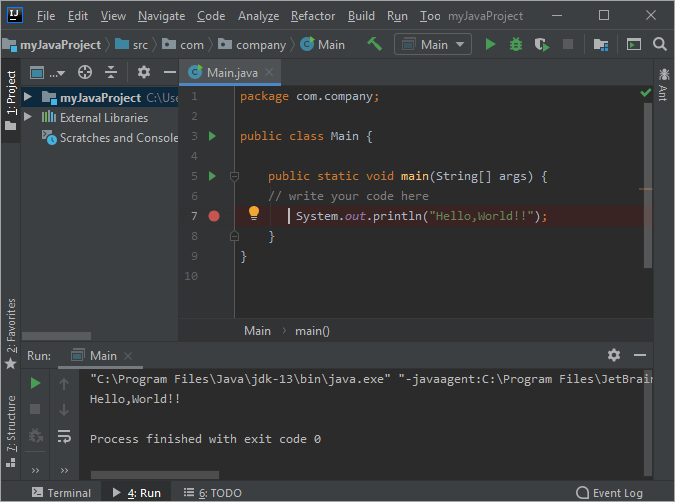 IJ File Edit View Navigate Code Analyze Refactor Build Run Too myJavaProject
myJavaProject src com company Main Main
1: Project
... Main.java
myJavaProject C:\Use
External Libraries
Scratches and Console
Ant
1 package com.company;
2
3 public class Main {
4
5 public static void main(String[] args) {
6 // write your code here
7 System.out.println("Hello,World!!");
8 }
9 }
10
Main main()
2: Favorites
7: Structure
Run: Main
"C:\Program Files\Java\jdk-13\bin\java.exe" "-javaagent:C:\Program Files\JetBrain
Hello,World!!
Process finished with exit code 0
Terminal 4: Run 6: TODO Event Log